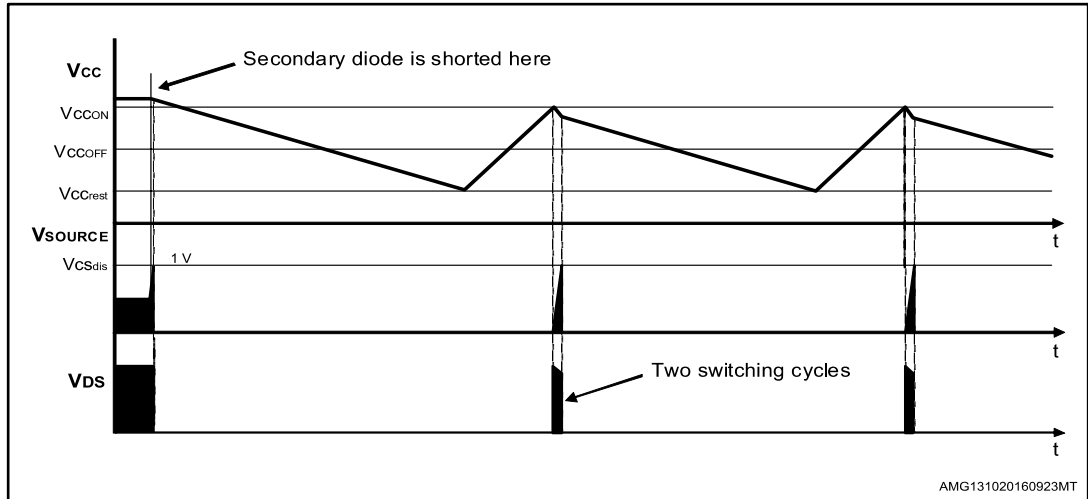 Secondary diode is shorted here
VCC
VCCON
VCCOFF
VCCrest
VSOURCE
t
VCSdis
1 V
t
Two switching cycles
VDS
t
AMG131020160923MT